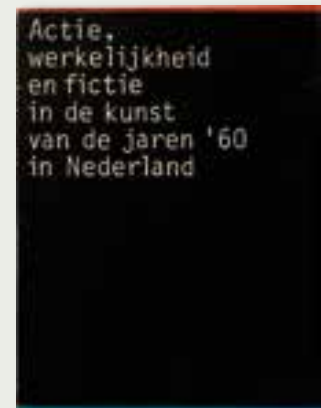 Actie,
werkelijkheid
en fictie
in de kunst
van de jaren '60
in Nederland